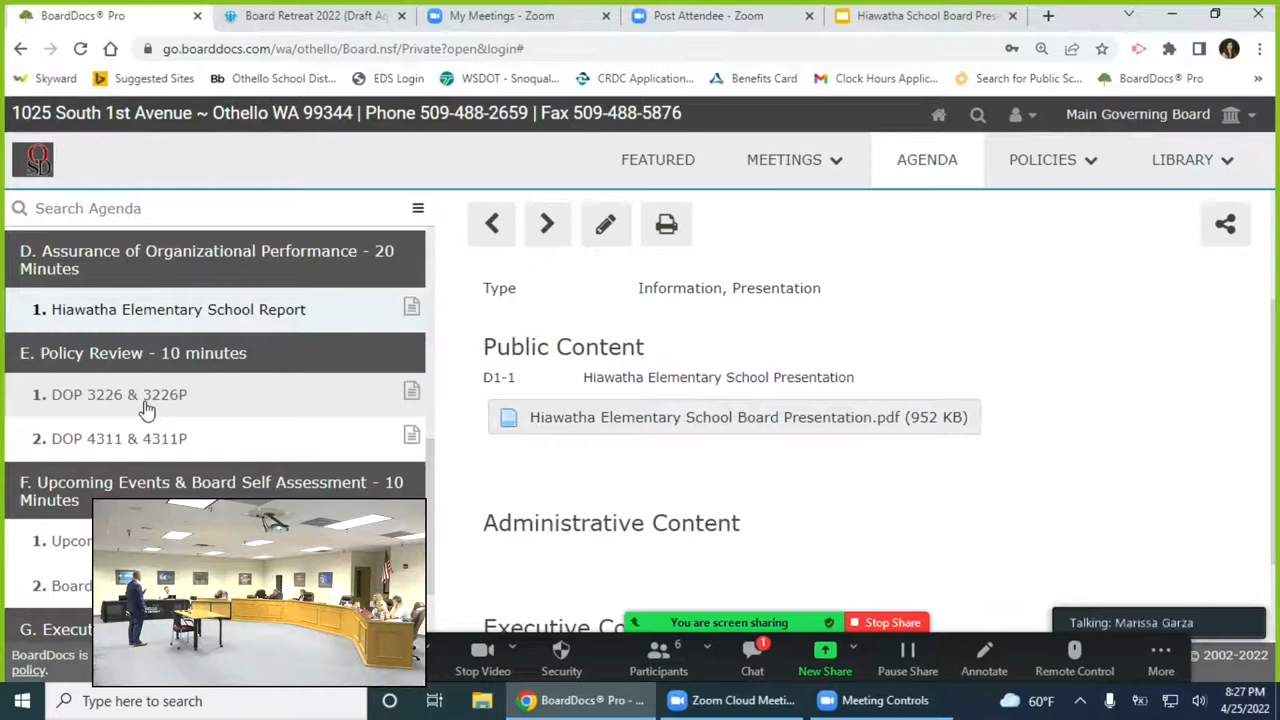 BoardDocs® Pro
Board Retreat 2022 (Draft Ag
My Meetings - Zoom
Post Attendee - Zoom
Hiawatha School Board Pres
go.boarddocs.com/wa/othello/Board.nsf/Private?open&login#
Skyward
Suggested Sites
Bb Othello School Dist...
EDS Login
WSDOT - Snoqual...
CRDC Application...
Benefits Card
Clock Hours Applic...
Search for Public Sc...
BoardDocs® Pro
»
1025 South 1st Avenue ~ Othello WA 99344 | Phone 509-488-2659 | Fax 509-488-5876
Main Governing Board
OSD
FEATURED
MEETINGS
AGENDA
POLICIES
LIBRARY
Search Agenda
D. Assurance of Organizational Performance - 20
Minutes
1. Hiawatha Elementary School Report
E. Policy Review - 10 minutes
1. DOP 3226 & 3226P
2. DOP 4311 & 4311P
F. Upcoming Events & Board Self Assessment - 10
Minutes
1. Upcor
2. Board
G. Execut
BoardDocs is
policy.
Type
Information, Presentation
Public Content
D1-1
Hiawatha Elementary School Presentation
Hiawatha Elementary School Board Presentation.pdf (952 KB)
Administrative Content
Executive Co
You are screen sharing
Stop Share
Talking: Marissa Garza
Stop Video
Security
6
Participants
1
Chat
New Share
Pause Share
Annotate
Remote Control
More
© 2002-2022
Type here to search
BoardDocs® Pro - ...
Zoom Cloud Meeti...
Meeting Controls
60°F
8:27 PM
4/25/2022